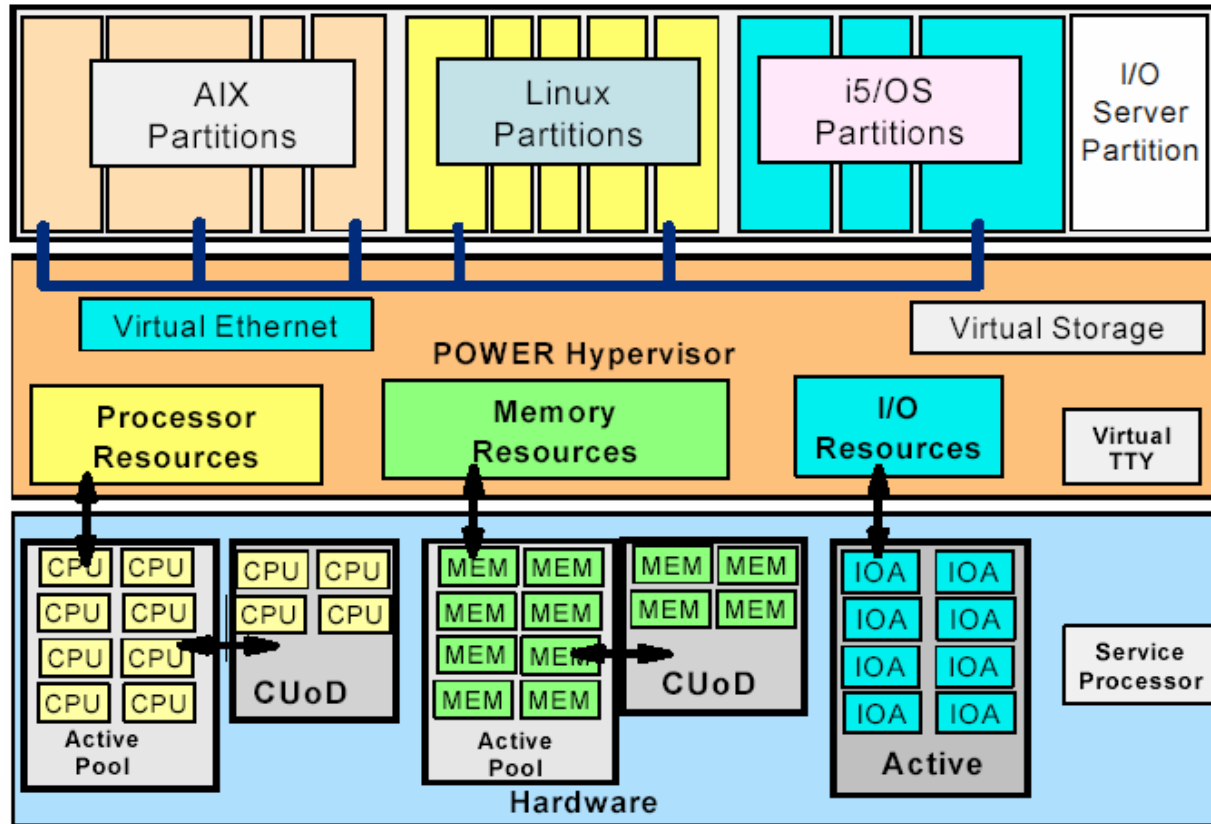 AIX
Partitions
Linux
Partitions
i5/OS
Partitions
I/O
Server
Partition
Virtual Ethernet
Virtual Storage
POWER Hypervisor
Processor
Resources
Memory
Resources
I/O
Resources
Virtual
TTY
CPU CPU
CPU CPU
CPU CPU
CPU CPU
Active
Pool
CPU CPU
CPU CPU
CUoD
MEM MEM
MEM MEM
MEM MEM
MEM MEM
Active
Pool
MEM MEM
MEM MEM
CUoD
IOA IOA
IOA IOA
IOA IOA
IOA IOA
Active
Service
Processor
Hardware